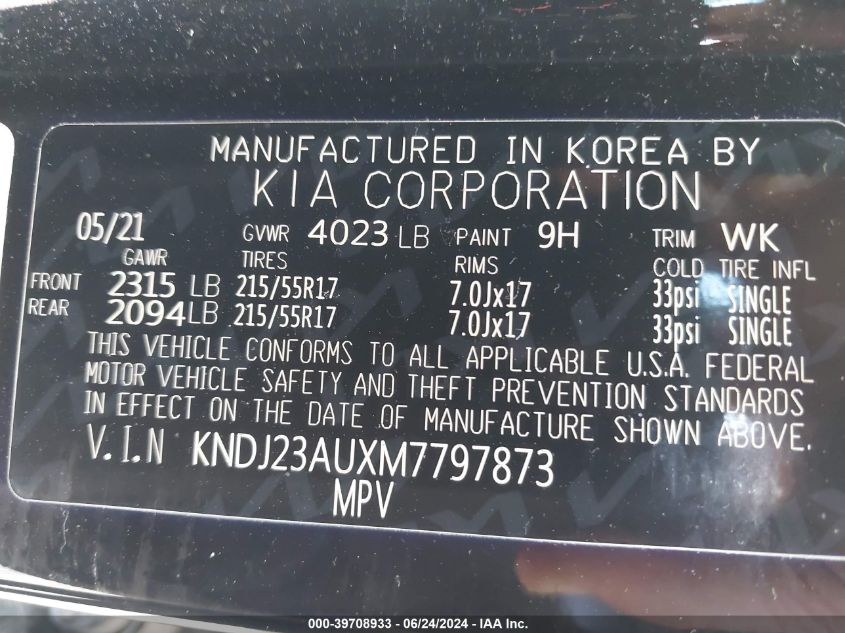 MANUFACTURED IN KOREA BY
KIA CORPORATION
05/21 GVWR 4023 LB PAINT 9H TRIM WK
GAWR TIRES RIMS COLD TIRE INFL
FRONT 2315 LB 215/55R17 7.0Jx17 33psi SINGLE
REAR 2094 LB 215/55R17 7.0Jx17 33psi SINGLE
THIS VEHICLE CONFORMS TO ALL APPLICABLE U.S.A. FEDERAL
MOTOR VEHICLE SAFETY AND THEFT PREVENTION STANDARDS
IN EFFECT ON THE DATE OF MANUFACTURE SHOWN ABOVE.
V.I.N KNDJ23AUXM7797873
MPV
000-39708933 - 06/24/2024 - IAA Inc.